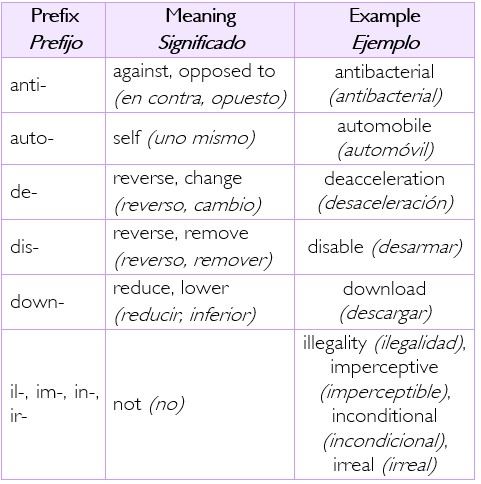 Prefix Meaning Example
Prefijo Significado Ejemplo
anti-
against, opposed to
(en contra, opuesto)
antibacterial
(antibacterial)
auto-
self (uno mismo)
automobile
(automóvil)
de-
reverse, change
(reverso, cambio)
deacceleration
(desaceleración)
dis-
reverse, remove
(reverso, remover)
disable (desarmar)
down-
reduce, lower
(reducir, inferior)
download
(descargar)
il-, im-, in-,
ir-
not (no)
illegality (ilegalidad),
imperceptive
(imperceptible),
inconditional
(incondicional),
irreal (irreal)